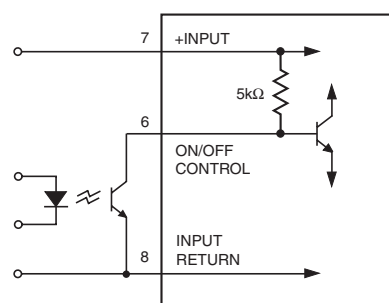 7 +INPUT
5kΩ
6
ON/OFF
CONTROL
8 INPUT
RETURN